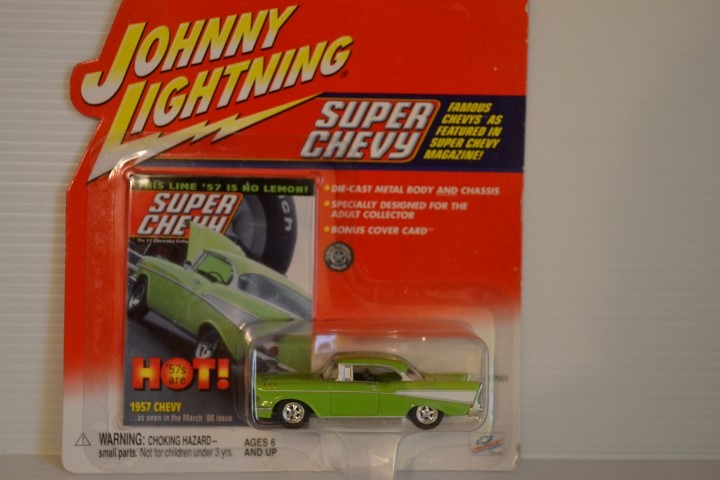 JOHNNY
LIGHTNING
SUPER
CHEVY
FAMOUS
CHEVYS AS
FEATURED IN
SUPER CHEVY
MAGAZINE!
THIS LIME '57 IS NO LEMON!
SUPER
CHEVY
HOT!
'57s
are
1957 CHEVY
...as seen in the March '98 issue
• DIE-CAST METAL BODY AND CHASSIS
• SPECIALLY DESIGNED FOR THE
ADULT COLLECTOR
• BONUS COVER CARD™
WARNING: CHOKING HAZARD--
small parts. Not for children under 3 yrs.
AGES 6
AND UP